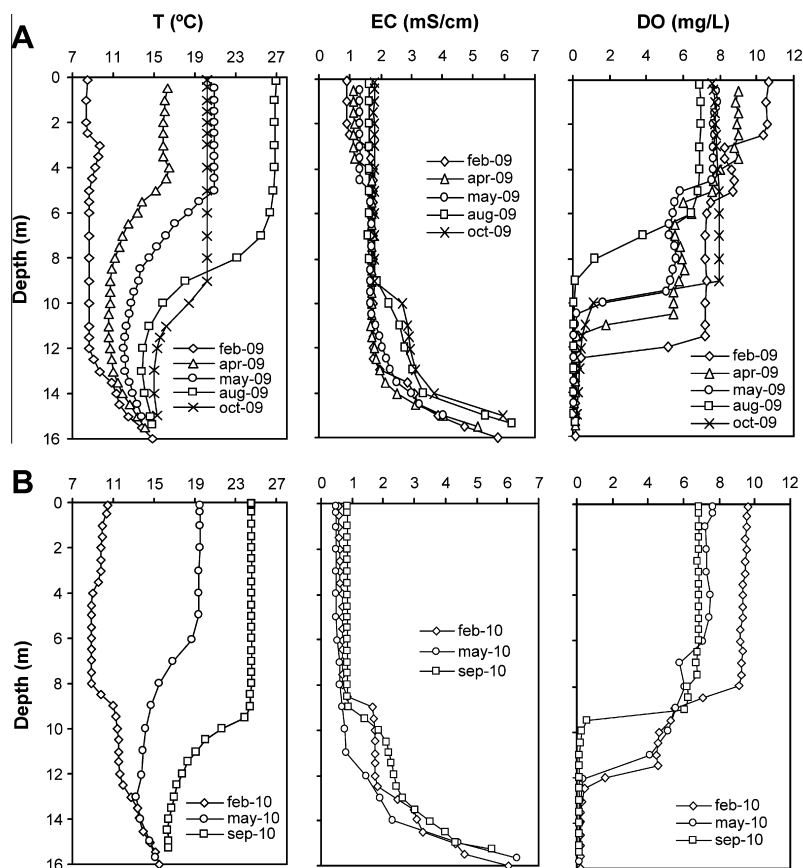 A
T (ºC)
EC (mS/cm)
DO (mg/L)
7 11 15 19 23 27
0 1 2 3 4 5 6 7
0 2 4 6 8 10 12
Depth (m)
0
2
4
6
8
10
12
14
16
feb-09
apr-09
may-09
aug-09
oct-09
feb-09
apr-09
may-09
aug-09
oct-09
feb-09
apr-09
may-09
aug-09
oct-09
B
7 11 15 19 23 27
0 1 2 3 4 5 6 7
0 2 4 6 8 10 12
Depth (m)
0
2
4
6
8
10
12
14
16
feb-10
may-10
sep-10
feb-10
may-10
sep-10
feb-10
may-10
sep-10